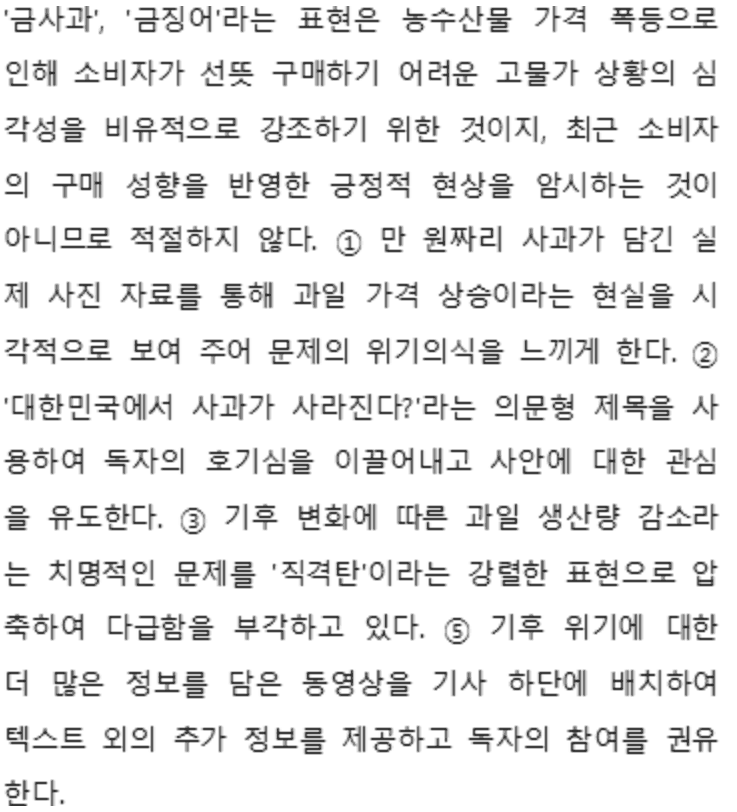 '금사과', '금징어'라는 표현은 농수산물 가격 폭등으로
인해 소비자가 선뜻 구매하기 어려운 고물가 상황의 심
각성을 비유적으로 강조하기 위한 것이지, 최근 소비자
의 구매 성향을 반영한 긍정적 현상을 암시하는 것이
아니므로 적절하지 않다. ① 만 원짜리 사과가 담긴 실
제 사진 자료를 통해 과일 가격 상승이라는 현실을 시
각적으로 보여 주어 문제의 위기의식을 느끼게 한다. ②
'대한민국에서 사과가 사라진다?'라는 의문형 제목을 사
용하여 독자의 호기심을 이끌어내고 사안에 대한 관심
을 유도한다. ③ 기후 변화에 따른 과일 생산량 감소라
는 치명적인 문제를 '직격탄'이라는 강렬한 표현으로 압
축하여 다급함을 부각하고 있다. ⑤ 기후 위기에 대한
더 많은 정보를 담은 동영상을 기사 하단에 배치하여
텍스트 외의 추가 정보를 제공하고 독자의 참여를 권유
한다.